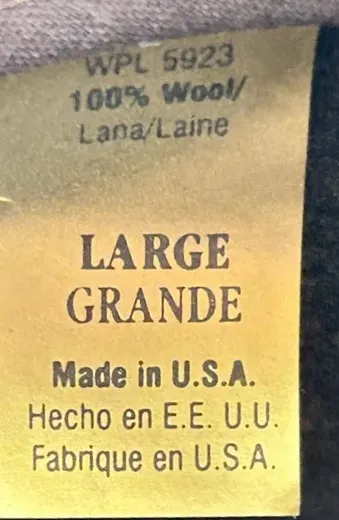 WPL 5923
100% Wool/
Lana/Laine
LARGE
GRANDE
Made in U.S.A.
Hecho en E.E. U.U.
Fabrique en U.S.A.